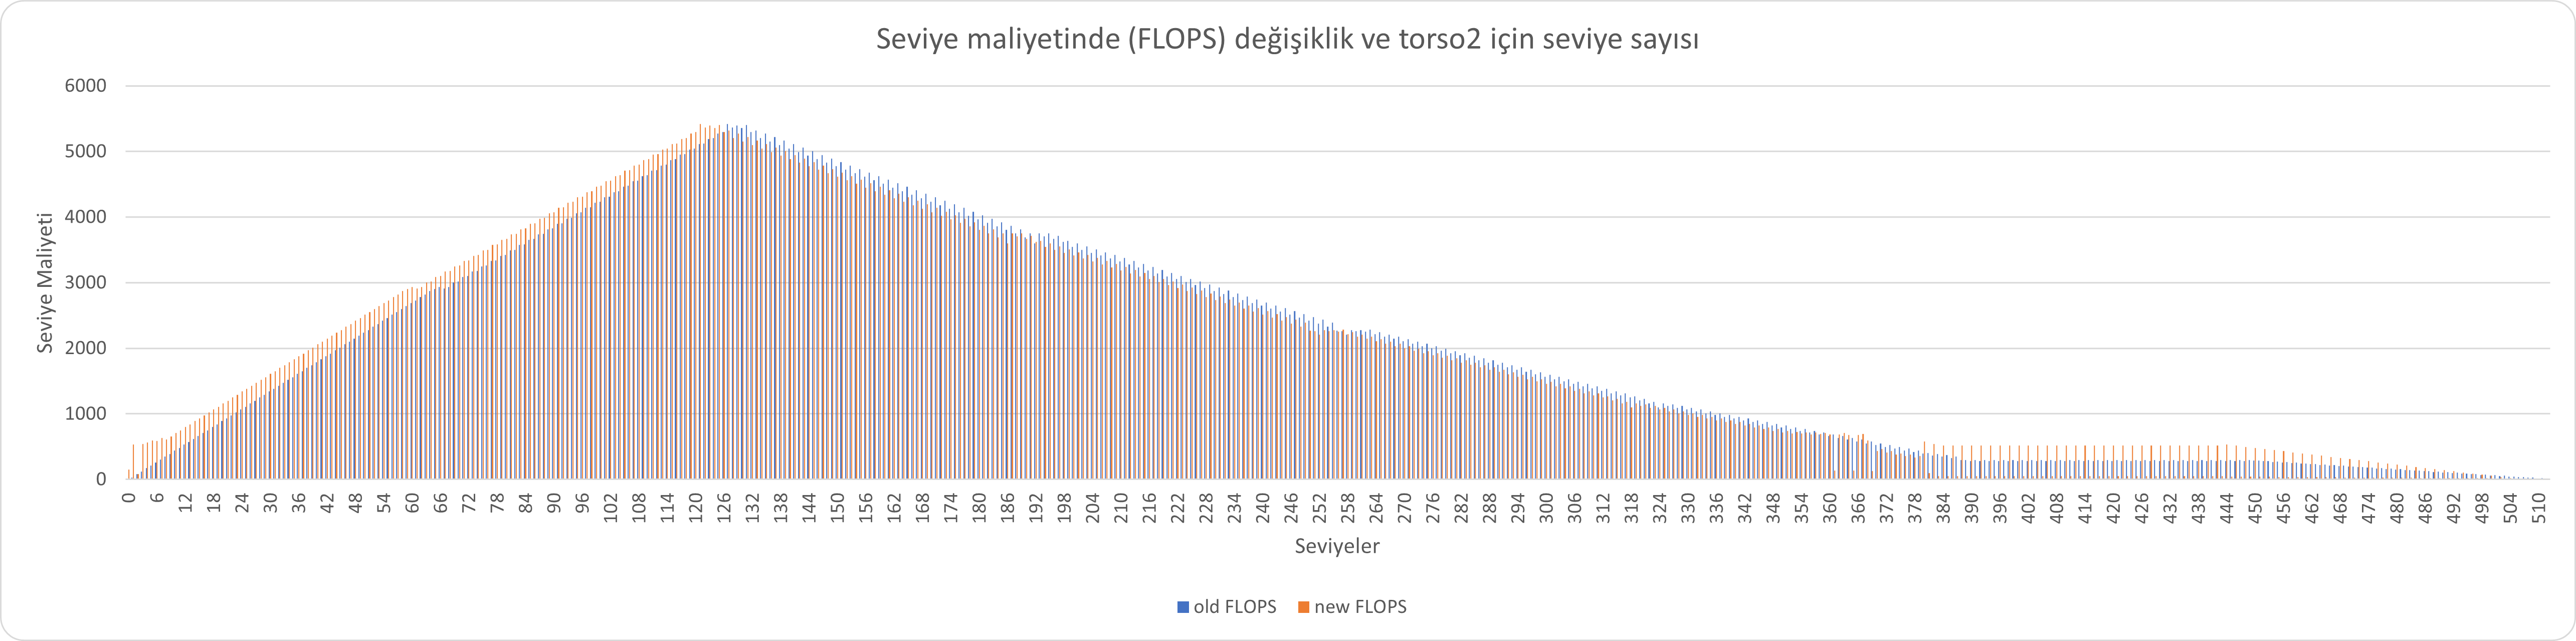 Seviye maliyetinde (FLOPS) değişiklik ve torso2 için seviye sayısı
6000
5000
4000
3000
2000
1000
0
Seviye Maliyeti
0 6 12 18 24 30 36 42 48 54 60 66 72 78 84 90 96 102 108 114 120 126 132 138 144 150 156 162 168 174 180 186 192 198 204 210 216 222 228 234 240 246 252 258 264 270 276 282 288 294 300 306 312 318 324 330 336 342 348 354 360 366 372 378 384 390 396 402 408 414 420 426 432 438 444 450 456 462 468 474 480 486 492 498 504 510
Seviyeler
old FLOPS new FLOPS